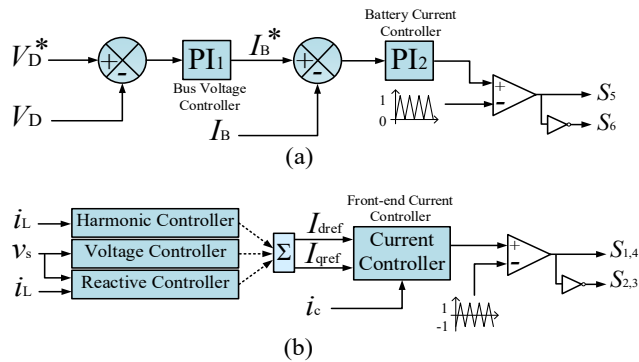 Battery Current
Controller
V_D* + - PI₁ I_B* + - PI₂
Bus Voltage
Controller
V_D I_B 1 0 + - S₅
S₆
(a)
Front-end Current
Controller
i_L Harmonic Controller I_dref
v_s Voltage Controller Σ Current Controller + - S₁,₄
i_L Reactive Controller I_qref S₂,₃
i_c 1 -1
(b)